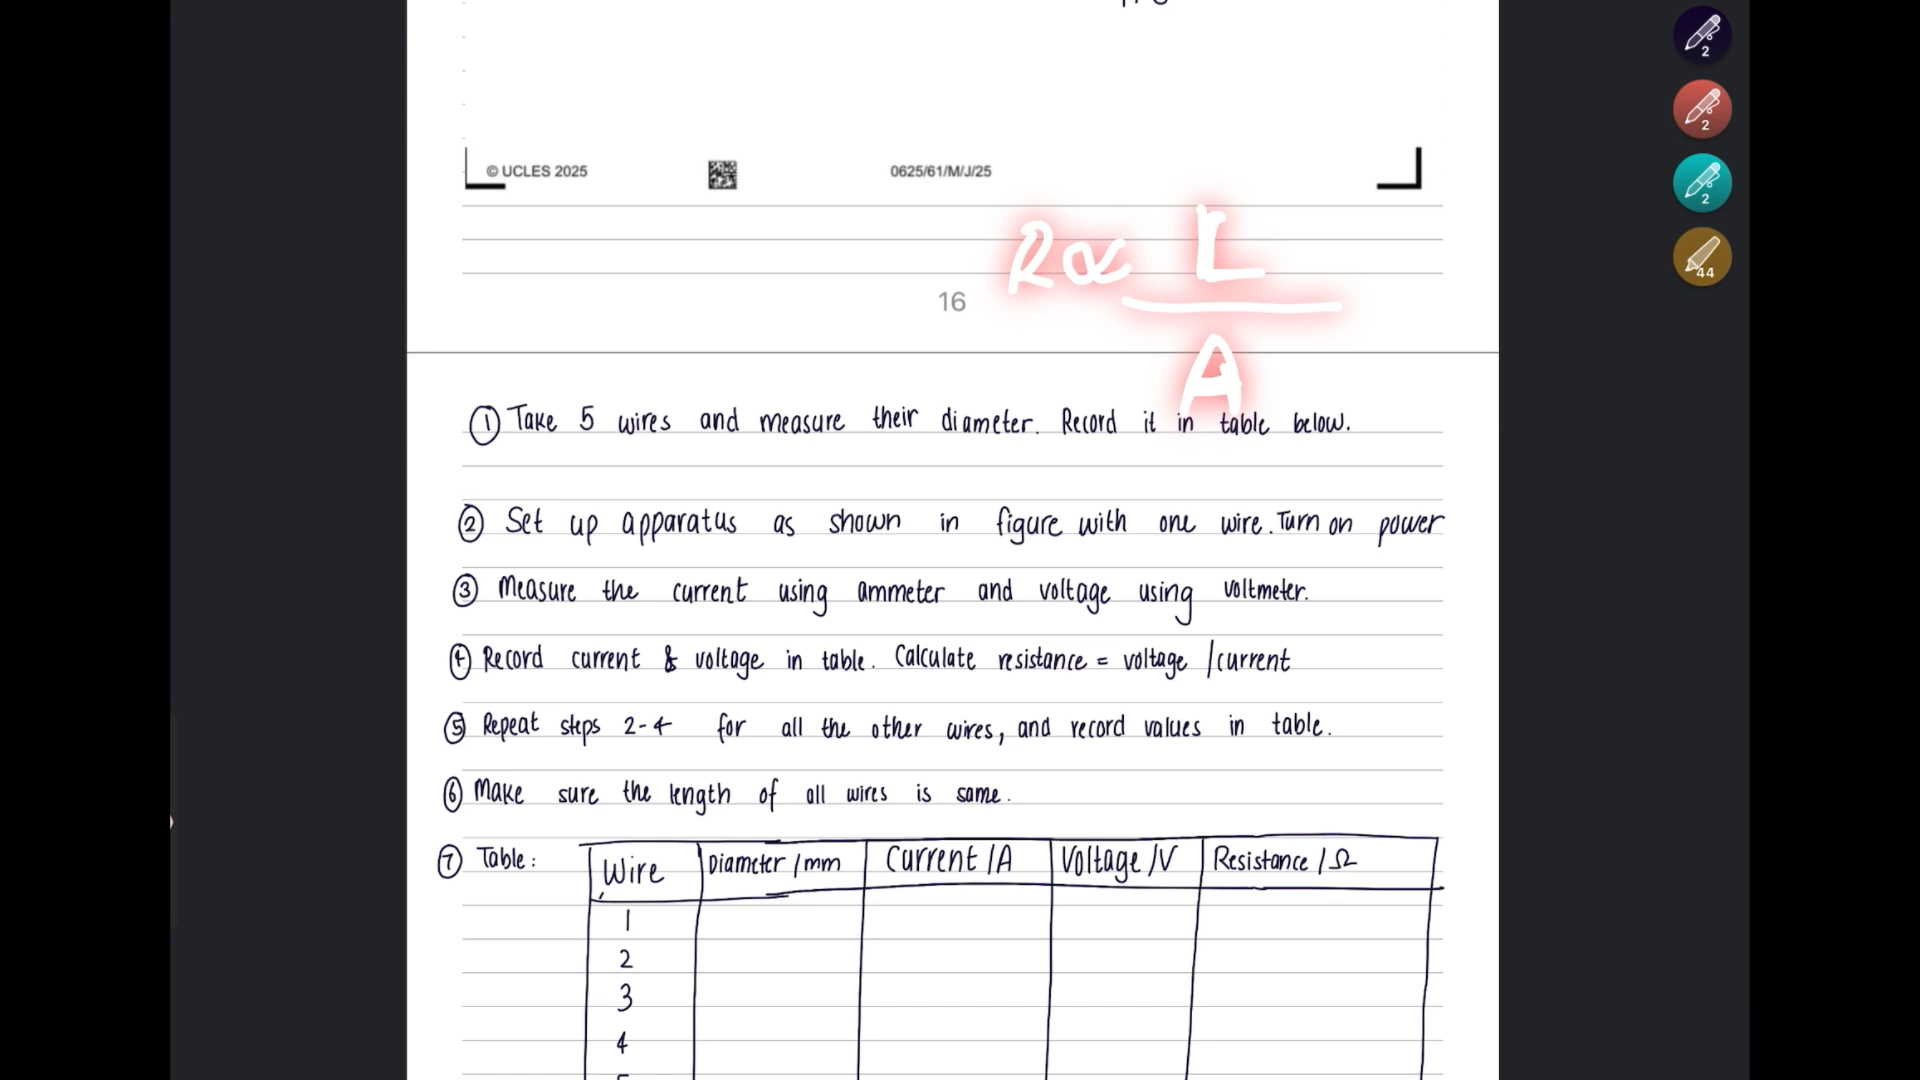 © UCLES 2025
0625/61/M/J/25
R∝ L
A
16
① Take 5 wires and measure their diameter. Record it in table below.
② Set up apparatus as shown in figure with one wire. Turn on power
③ Measure the current using ammeter and voltage using voltmeter.
④ Record current & voltage in table. Calculate resistance = voltage / current
⑤ Repeat steps 2-4 for all the other wires, and record values in table.
⑥ Make sure the length of all wires is same.
⑦ Table:
Wire Diameter / mm Current / A Voltage / V Resistance / Ω
1
2
3
4
2
2
2
44